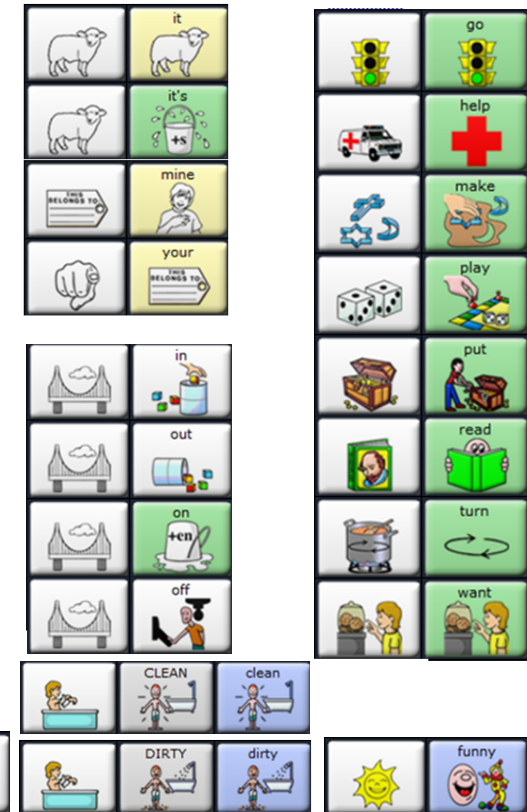 it
it's
+s
THIS
BELONGS TO
mine
your
THIS
BELONGS TO
in
out
on
+en
off
CLEAN clean
DIRTY dirty
go
help
make
play
put
read
turn
want
funny